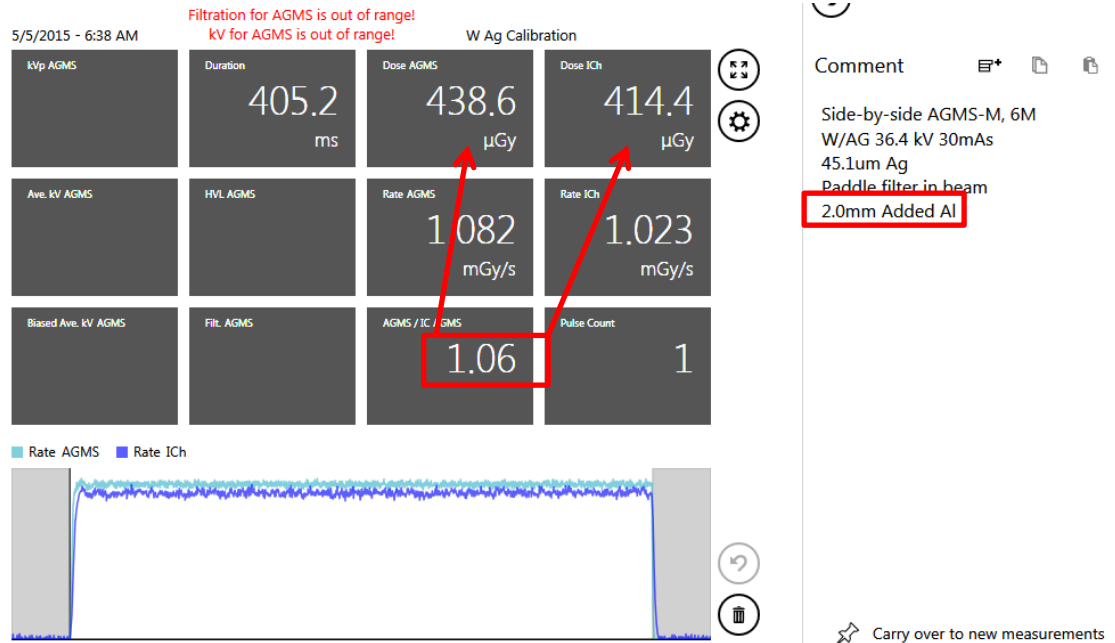 Filtration for AGMS is out of range!
5/5/2015 - 6:38 AM kV for AGMS is out of range! W Ag Calibration
kVp AGMS
Duration
405.2
ms
Dose AGMS
438.6
µGy
Dose ICh
414.4
µGy
Ave. kV AGMS
HVL AGMS
Rate AGMS
1.082
mGy/s
Rate ICh
1.023
mGy/s
Biased Ave. kV AGMS
Filt. AGMS
AGMS / IC AGMS
1.06
Pulse Count
1
Rate AGMS Rate ICh
Comment
Side-by-side AGMS-M, 6M
W/AG 36.4 kV 30mAs
45.1um Ag
Paddle filter in beam
2.0mm Added Al
Carry over to new measurements